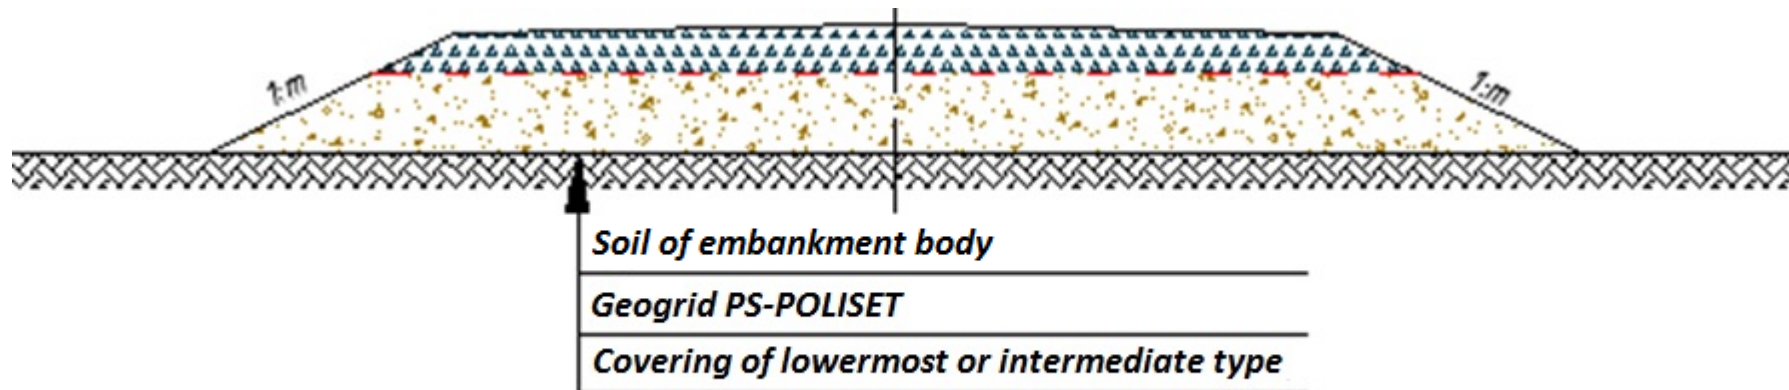 1:m
1:m
Soil of embankment body
Geogrid PS-POLISET
Covering of lowermost or intermediate type